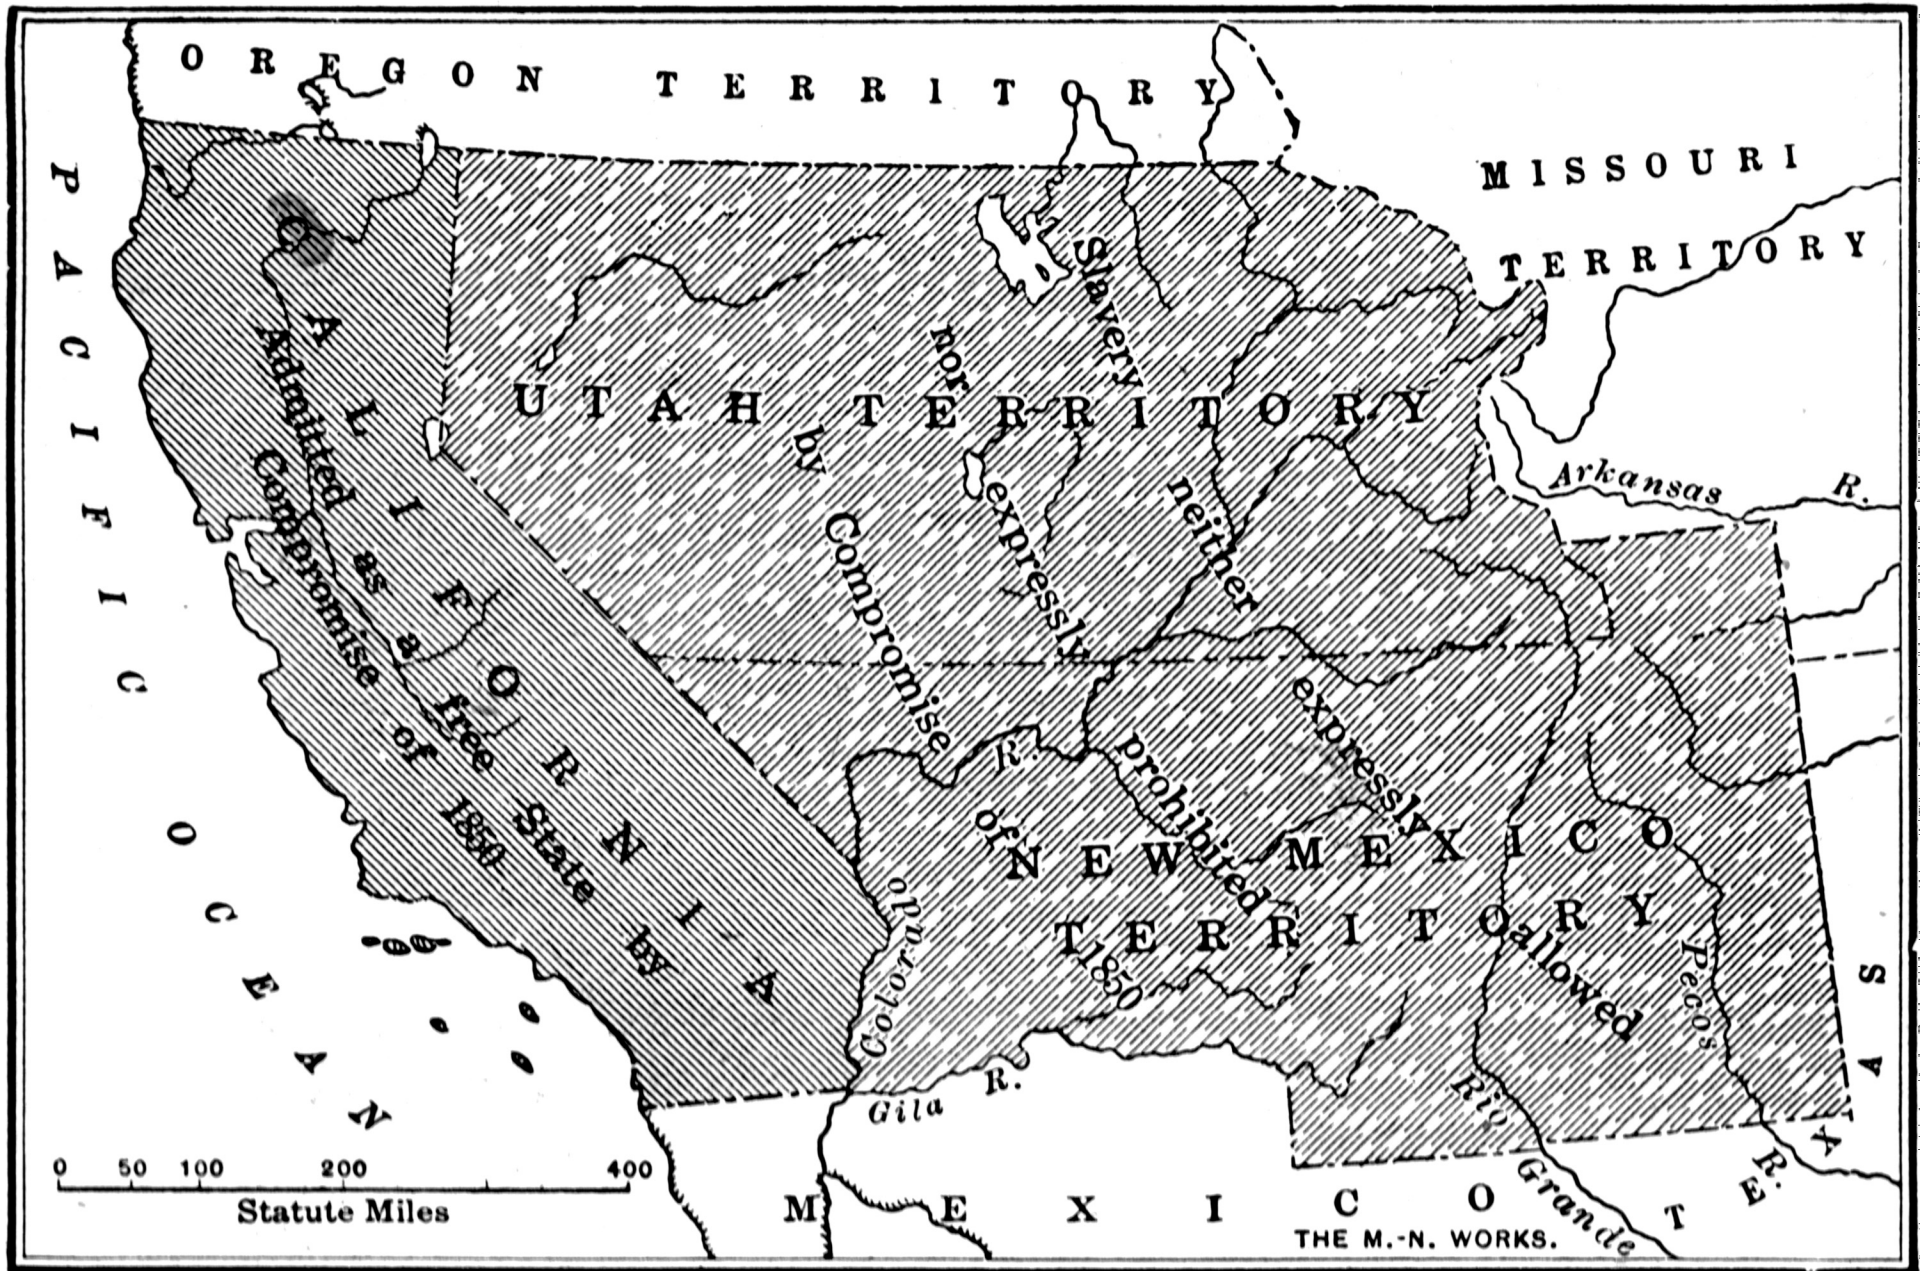 OREGON TERRITORY
MISSOURI
TERRITORY
PACIFIC OCEAN
CALIFORNIA
Admitted as a free State by
Compromise of 1850
UTAH TERRITORY
Slavery neither expressly allowed
nor expressly prohibited
by Compromise of 1850
NEW MEXICO
TERRITORY
Arkansas R.
Colorado R.
Gila R.
Rio Grande
Pecos R.
TEXAS
MEXICO
0 50 100 200 400
Statute Miles
THE M.-N. WORKS.